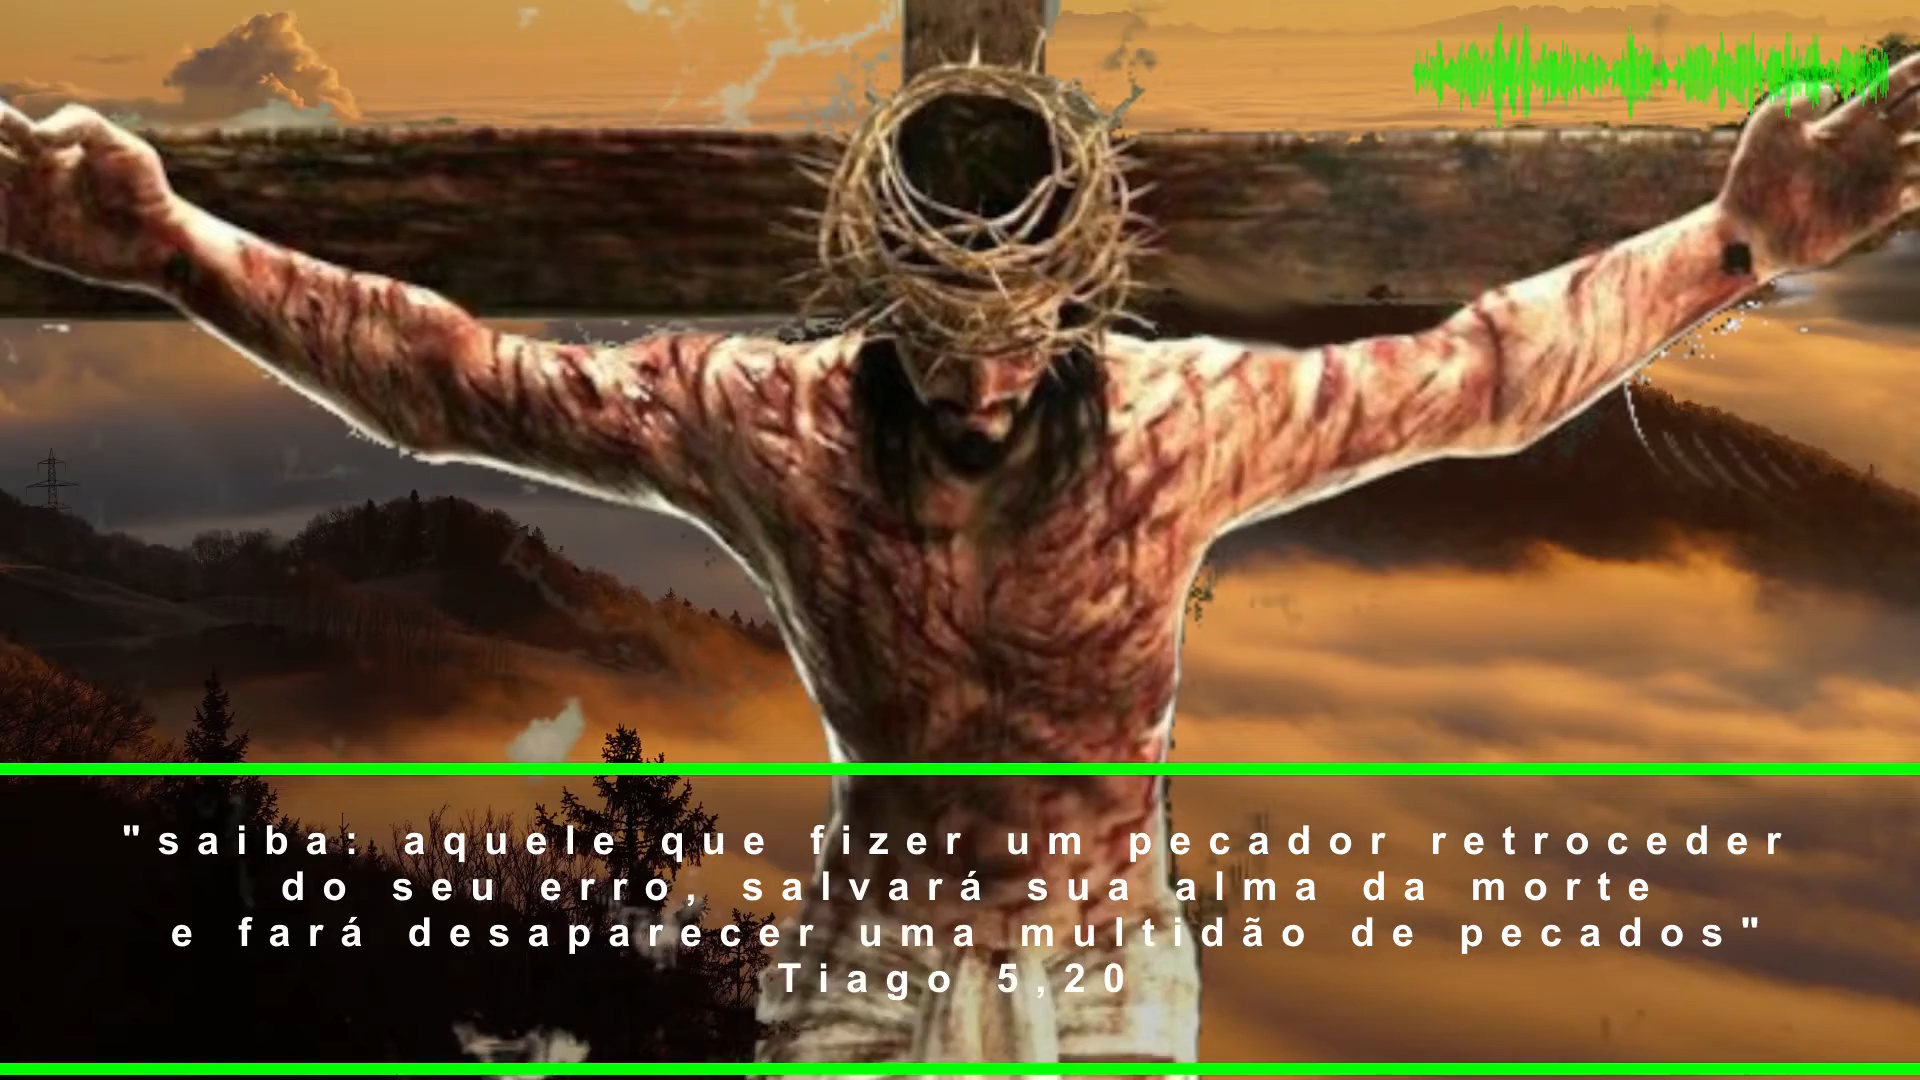 "saiba: aquele que fizer um pecador retroceder
do seu erro, salvará sua alma da morte
e fará desaparecer uma multidão de pecados"
Tiago 5,20